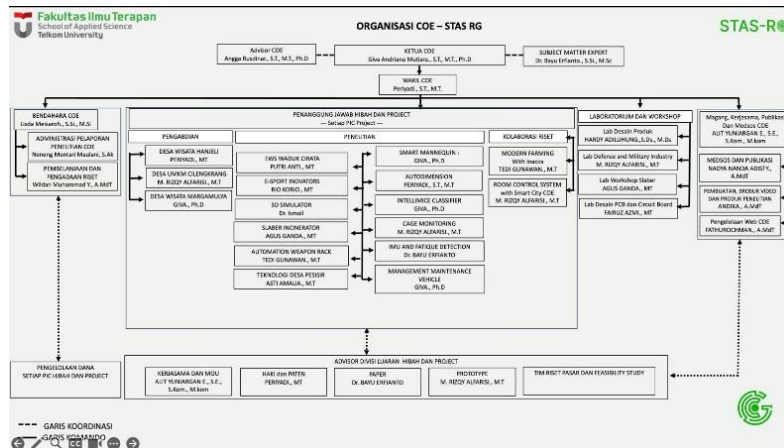 Fakultas Ilmu Terapan
School of Applied Science
Telkom University
ORGANISASI COE – STAS RG
STAS-RG
Advisor COE
Angga Rusdinar, S.T., M.T., Ph.D
KETUA COE
Giva Andriana Mutiara, S.T., M.T., Ph.D
SUBJECT MATTER EXPERT
Dr. Bayu Erfianto, S.Si., M.Sc
WAKIL COE
Periyadi, S.T., M.T.
BENDAHARA COE
Lisda Meisaroh, S.Si., M.Si
ADMINISTRASI PELAPORAN
PENELITIAN COE
Neneng Mentari Maulani, S.Ak
PEMBELANJAAN DAN
PENGADAAN RISET
Wildan Muhammad Y, A.MdT
PENANGGUNG JAWAB HIBAH DAN PROJECT
--- Setiap PIC Project ---
PENGABDIAN
DESA WISATA HANJELI
PERIYADI, MT
DESA UMKM CILENGKRANG
M. RIZQY ALFARISI, MT
DESA WISATA MARGAMULYA
GIVA, Ph.D
PENELITIAN
EWS WADUK CIRATA
PUTRI ANTI., MT
E-SPORT INOVATORS
BIO KORIO., MT
3D SIMULATOR
Dr. Ismail
SLABER INCINERATOR
AGUS GANDA., MT
AUTOMATION WEAPON RACK
TEDI GUNAWAN., M.T
TEKNOLOGI DESA PESISIR
ASTI AMALIA., M.T
SMART MANNEQUIN :
GIVA., Ph.D
AUTODIMENSION
PERIYADI, S.T., M.T
INTELLIMICE CLASSIFIER
GIVA., Ph.D
CAGE MONITORING
M. RIZQY ALFARISI., M.T
IMU AND FATIQUE DETECTION
Dr. BAYU ERFIANTO
MANAGEMENT MAINTENANCE
VEHICLE
GIVA., Ph.D
KOLABORASI RISET
MODERN FARMING
With Inacos
TEDI GUNAWAN., MT
ROOM CONTROL SYSTEM
with Smart City COE
M. RIZQY ALFARISI., M.T
LABORATORIUM DAN WORKSHOP
Lab Desain Produk
HARDY ADILUHUNG., S.Ds., M.Ds
Lab Defense and Military Industry
M. RIZQY ALFARISI., MT
Lab Workshop Slaber
AGUS GANDA., MT
Lab Desain PCB dan Circuit Board
FAIRUZ AZMI., MT
Magang, Kerjasama, Publikasi
Dan Medsos COE
ALIT YUNIARGAN E., S.E.,
S.Kom., M.kom
MEDSOS DAN PUBLIKASI
NADYA NANDA
A.MdT
PEMBUATAN, BROSUR VIDEO
DAN PRODUK PENELITIAN
ANDIKA., A.MdT
Pengelolaan Web COE
FATHUROCHMAN., A.MdT
PENGELOLAAN DANA
SETIAP PIC HIBAH DAN PROJECT
ADVISOR DIVISI LUARAN HIBAH DAN PROJECT
KERJASAMA DAN MOU
ALIT YUNIARGAN E., S.E.,
S.Kom., M.kom
HAKI dan PATEN
PERIYADI, MT
PAPER
Dr. BAYU ERFIANTO
PROTOTYPE
M. RIZQY ALFARISI., M.T
TIM RISET PASAR DAN FEASIBILITY STUDY
GARIS KOORDINASI
GARIS KOMANDO